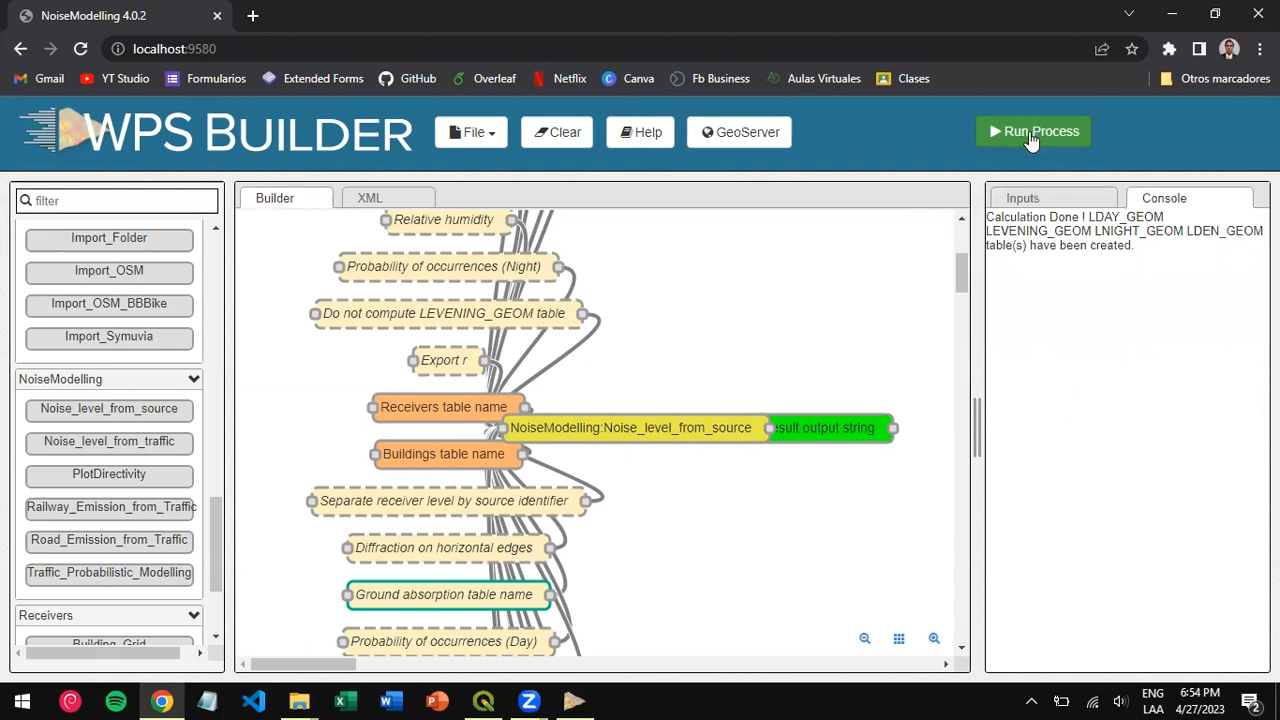 NoiseModelling 4.0.2
localhost:9580
Gmail
YT Studio
Formularios
Extended Forms
GitHub
Overleaf
Netflix
Canva
Fb Business
Aulas Virtuales
Clases
Otros marcadores
WPS BUILDER
File
Clear
Help
GeoServer
Run Process
filter
Import_Folder
Import_OSM
Import_OSM_BBBike
Import_Symuvia
NoiseModelling
Noise_level_from_source
Noise_level_from_traffic
PlotDiversity
Railway_Emission_from_Traffic
Road_Emission_from_Traffic
Traffic_Probabilistic_Modelling
Receivers
Building_Grid
Builder
XML
Relative humidity
Probability of occurrences (Night)
Do not compute LEVENING_GEOM table
Export r
Receivers table name
NoiseModelling:Noise_level_from_source
esult output string
Buildings table name
Separate receiver level by source identifier
Diffraction on horizontal edges
Ground absorption table name
Probability of occurrences (Day)
Inputs
Console
Calculation Done ! LDAY_GEOM
LEVENING_GEOM LNIGHT_GEOM LDEN_GEOM
table(s) have been created.
ENG
LAA
6:54 PM
4/27/2023
2